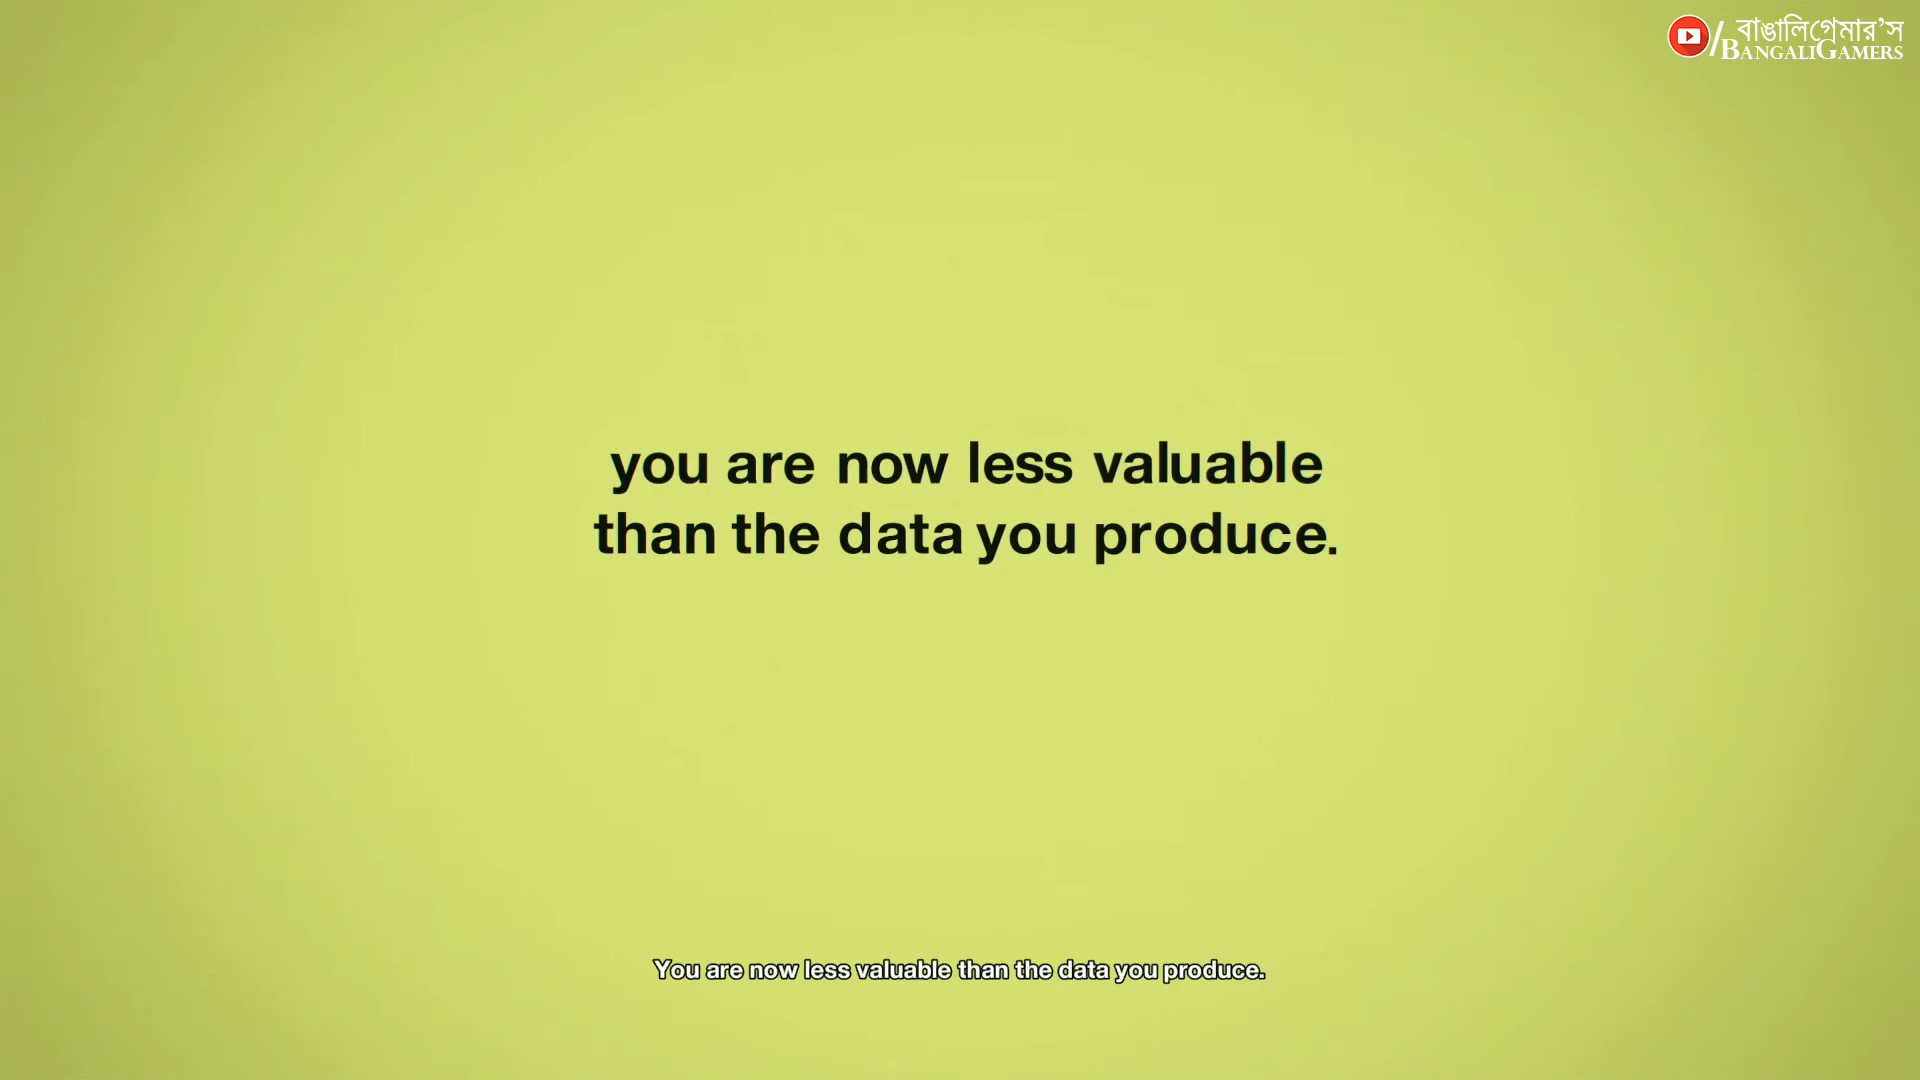 বাঙালিগেমার'স
BANGALIGAMERS
you are now less valuable
than the data you produce.
You are now less valuable than the data you produce.